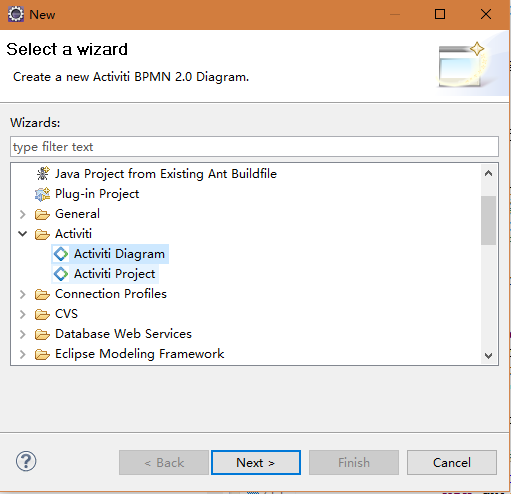 New
Select a wizard
Create a new Activiti BPMN 2.0 Diagram.
Wizards:
type filter text
Java Project from Existing Ant Buildfile
Plug-in Project
General
Activiti
Activiti Diagram
Activiti Project
Connection Profiles
CVS
Database Web Services
Eclipse Modeling Framework
?
< Back
Next >
Finish
Cancel